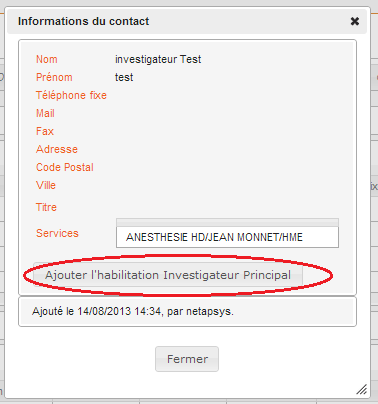 Informations du contact
Nom investigateur Test
Prénom test
Téléphone fixe
Mail
Fax
Adresse
Code Postal
Ville
Titre
Services
ANESTHESIE HD/JEAN MONNET/HME
Ajouter l'habilitation Investigateur Principal
Ajouté le 14/08/2013 14:34, par netapsys.
Fermer